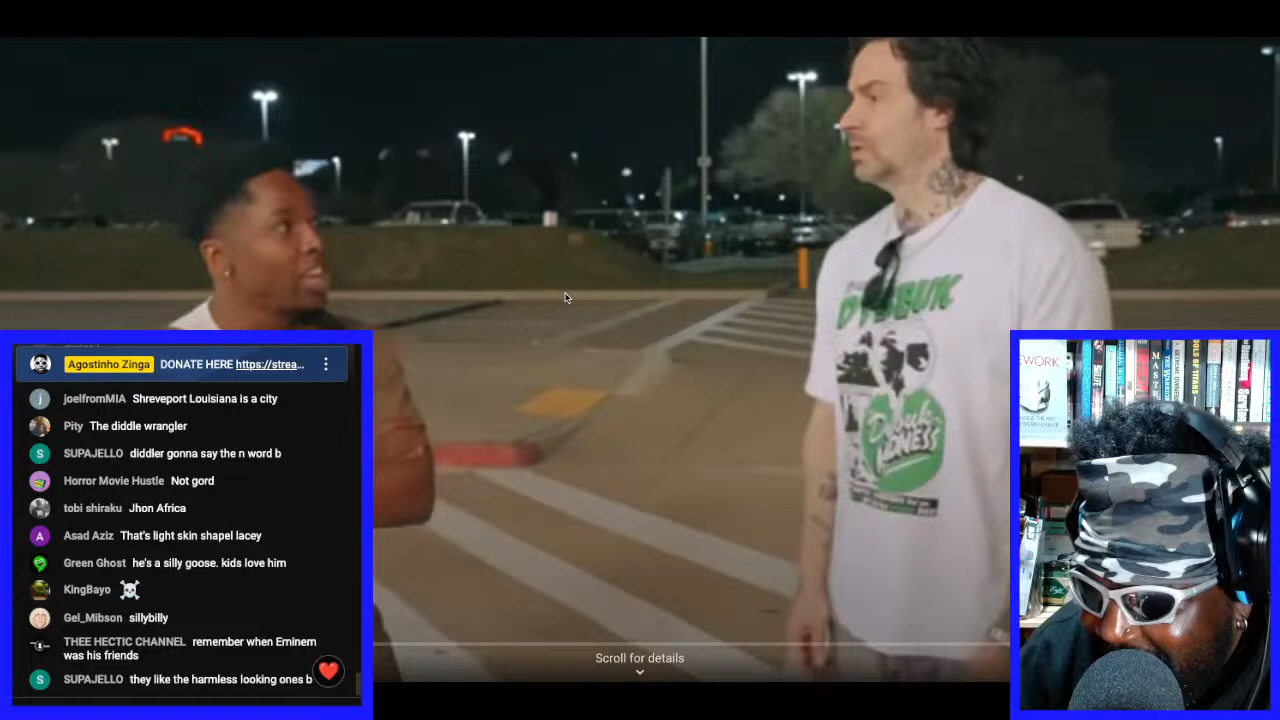 DYBBUK
Agostinho Zinga DONATE HERE https://strea...
joelfromMIA Shreveport Louisiana is a city
Pity The diddle wrangler
SUPAJELLO diddler gonna say the n word b
Horror Movie Hustle Not gord
tobi shiraku Jhon Africa
Asad Aziz That's light skin shapel lacey
Green Ghost he's a silly goose. kids love him
KingBayo
Gel_Mibson sillybilly
THEE HECTIC CHANNEL remember when Eminem
was his friends
SUPAJELLO they like the harmless looking ones b
Scroll for details
WORK